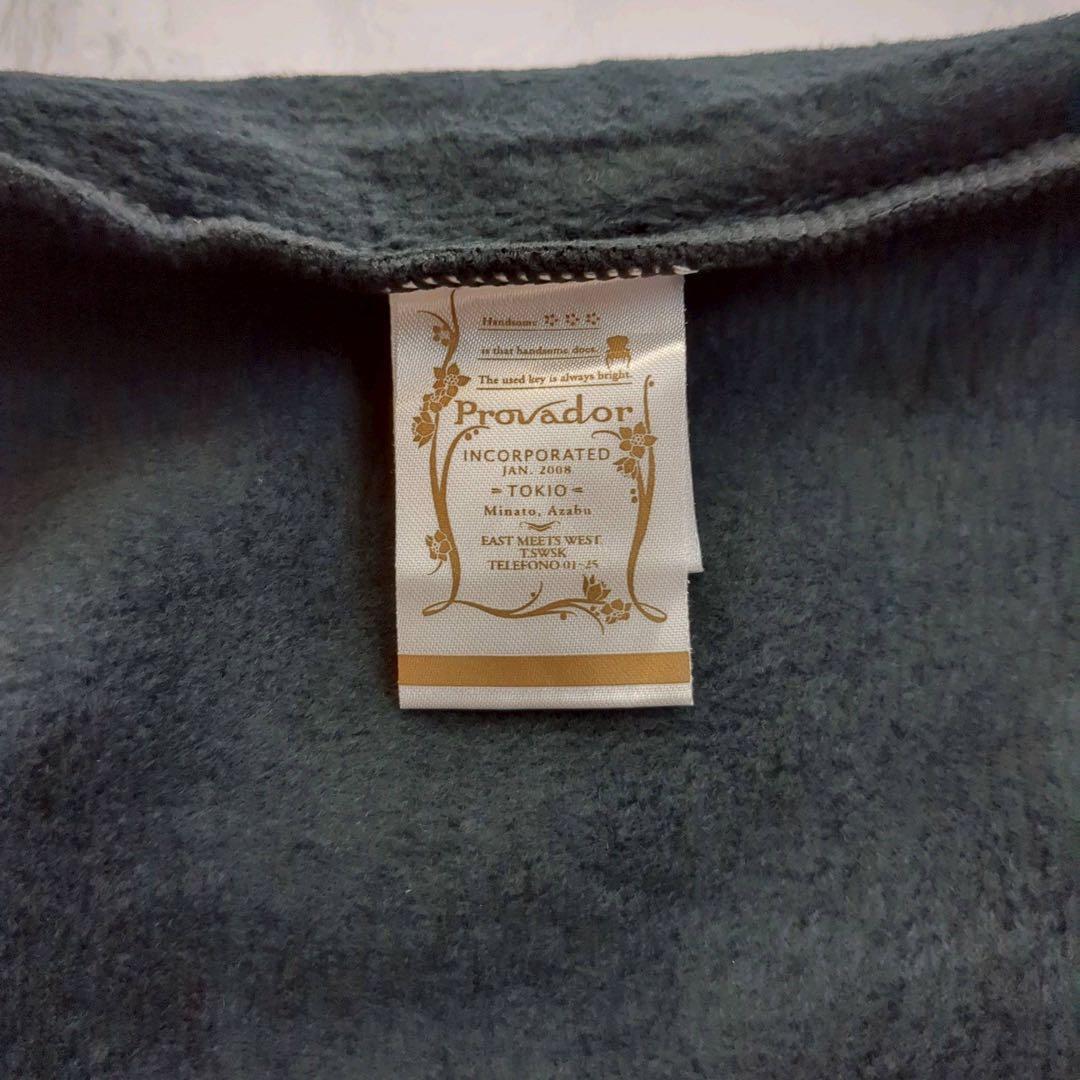 Handsome
is that handsome does.
The used key is always bright.
Provador
INCORPORATED
JAN. 2008
TOKIO
Minato, Azabu
EAST MEETS WEST
T.SWSK
TELEFONO 01-25